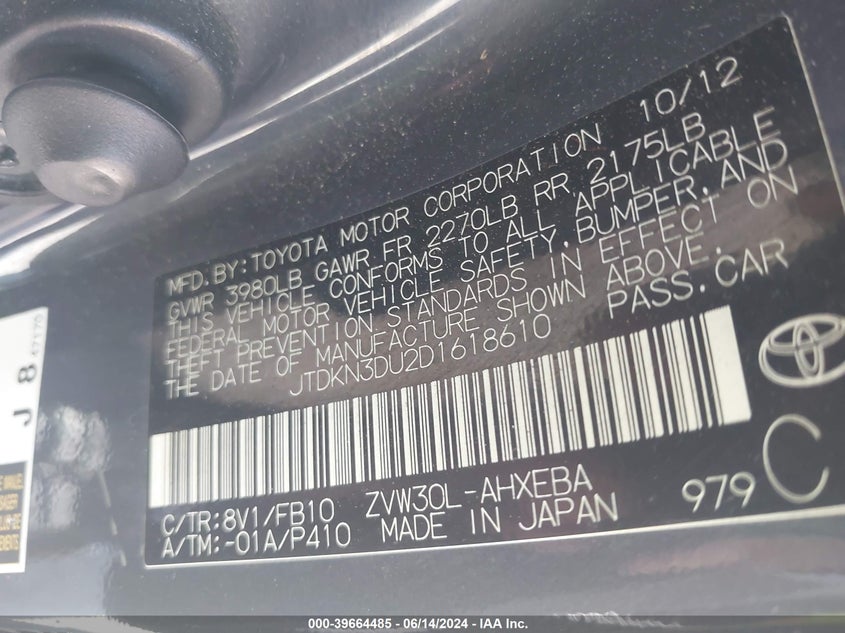 MFD. BY: TOYOTA MOTOR CORPORATION 10/12
GVWR 3980LB GAWR FR 2270LB RR 2175LB
THIS VEHICLE CONFORMS TO ALL APPLICABLE
FEDERAL MOTOR VEHICLE SAFETY, BUMPER, AND
THEFT PREVENTION STANDARDS IN EFFECT ON
THE DATE OF MANUFACTURE SHOWN ABOVE.
JTDKN3DU2D1618610 PASS. CAR
C/TR: 8V1/FB10 ZVW30L-AHXEBA
A/TM: -01A/P410 MADE IN JAPAN
979 C
J 8 47170
000-39664485 - 06/14/2024 - IAA Inc.